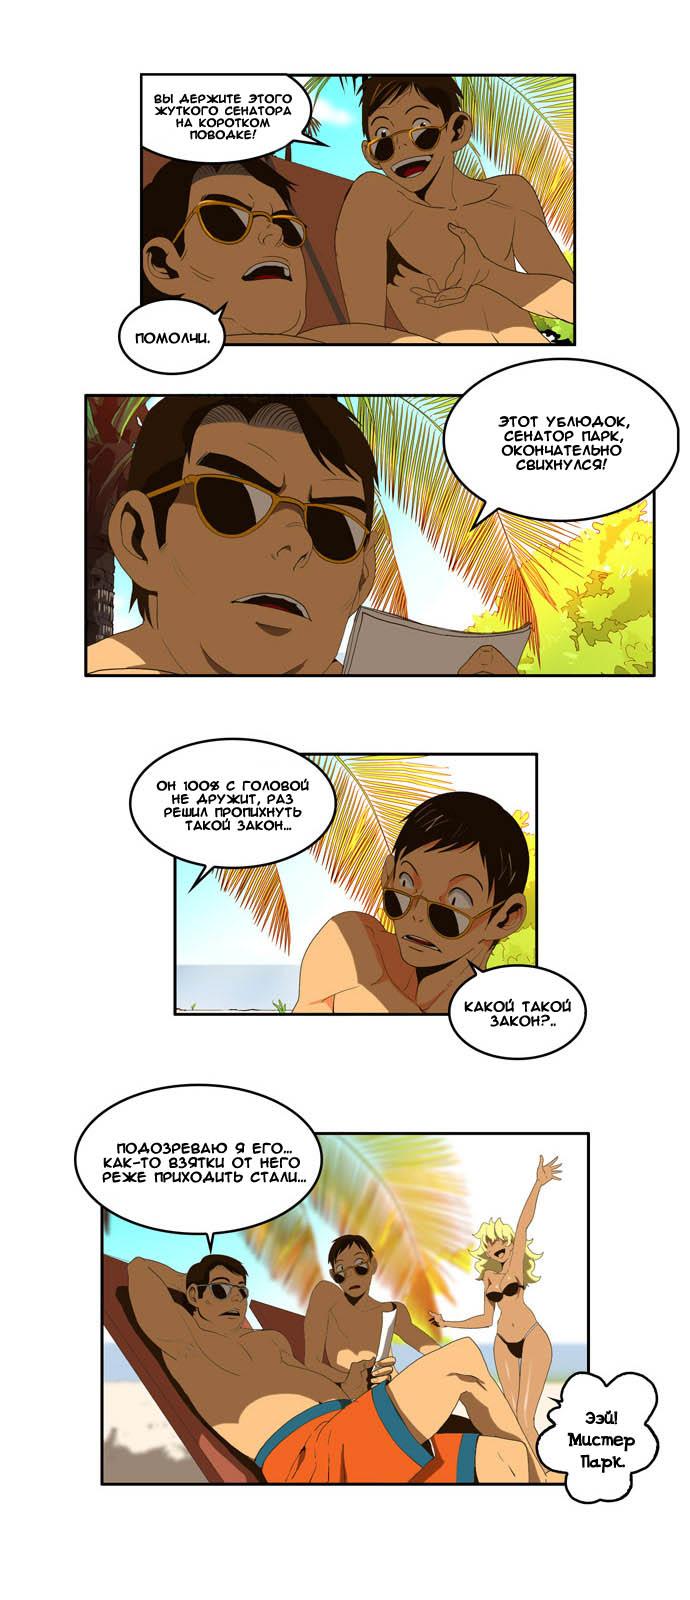 ВЫ ДЕРЖИТЕ ЭТОГО
ЖУТКОГО СЕНАТОРА
НА КОРОТКОМ
ПОВОДКЕ!
ПОМОЛЧИ.
ЭТОТ УБЛЮДОК,
СЕНАТОР ПАРК,
ОКОНЧАТЕЛЬНО
СВИХНУЛСЯ!
ОН 100% С ГОЛОВОЙ
НЕ ДРУЖИТ, РАЗ
РЕШИЛ ПРОПИХНУТЬ
ТАКОЙ ЗАКОН...
КАКОЙ ТАКОЙ
ЗАКОН?..
ПОДОЗРЕВАЮ Я ЕГО...
КАК-ТО ВЗЯТКИ ОТ НЕГО
РЕЖЕ ПРИХОДИТЬ СТАЛИ...
Ээй!
Мистер
Парк.